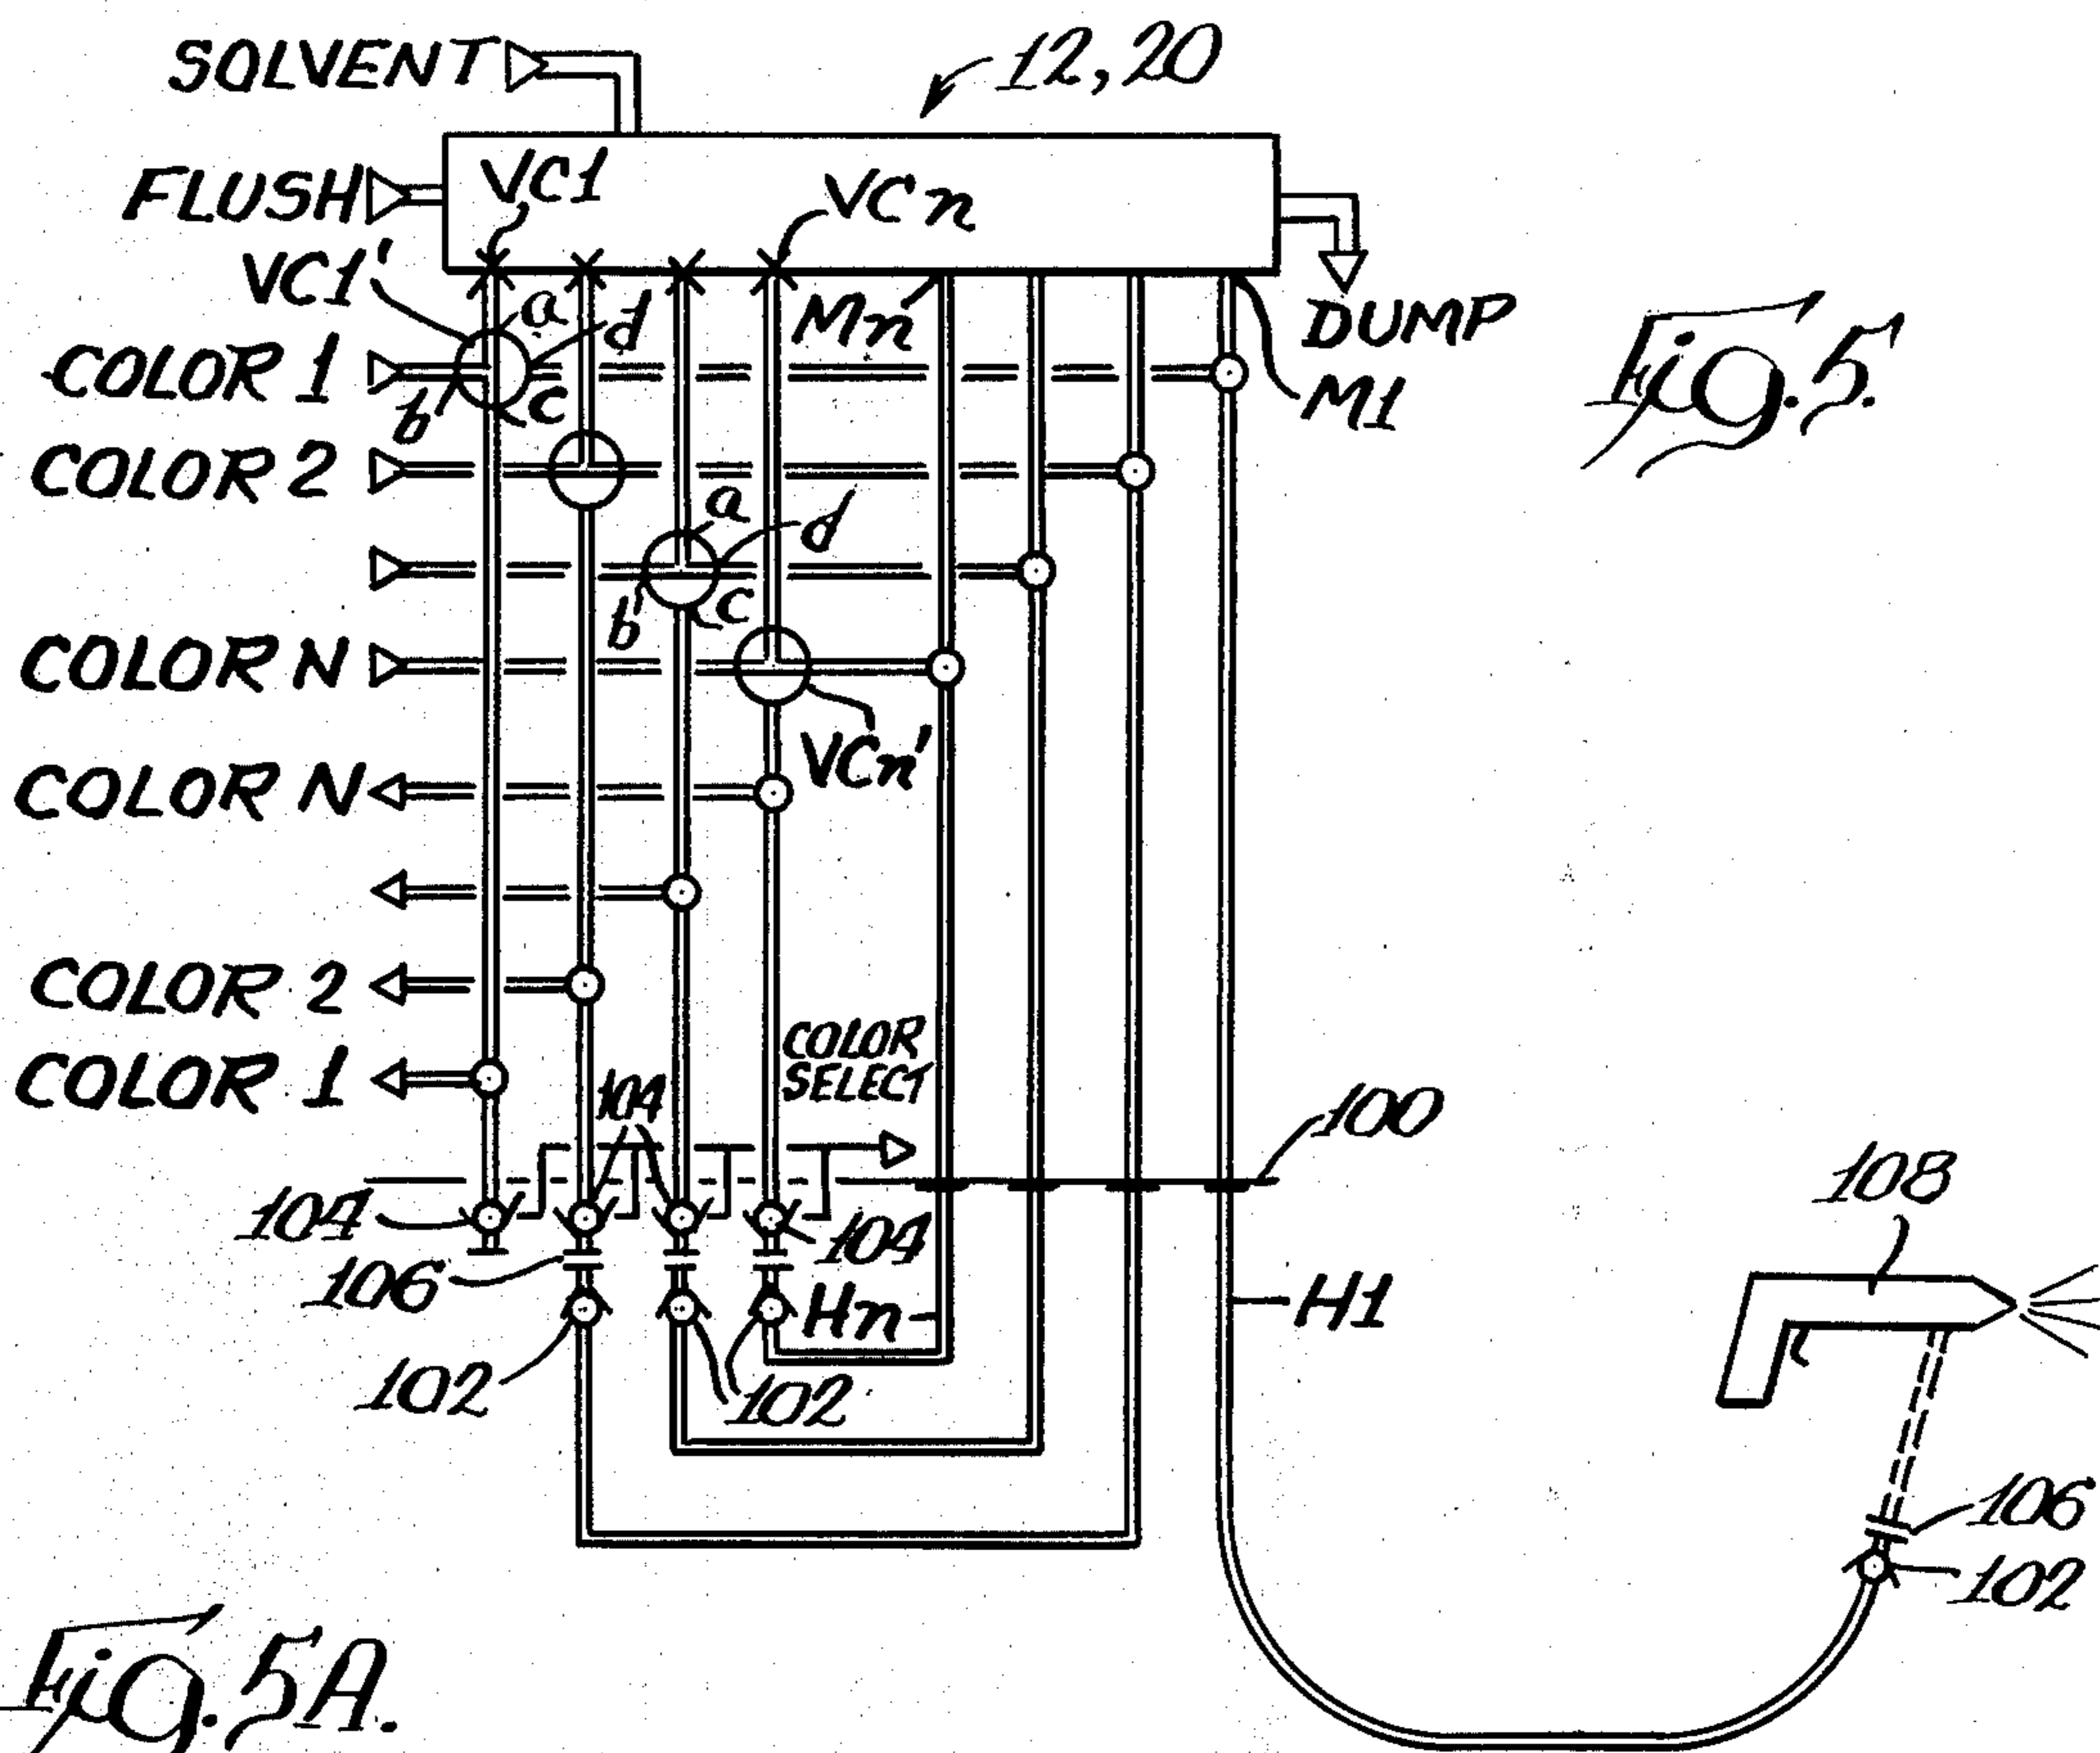 SOLVENT
12, 20
FLUSH
VC1
VCn
VC1'
a
d
Mn
DUMP
Fig. 5.
COLOR 1
b
c
M1
COLOR 2
a
d
b
c
COLOR N
VCn'
COLOR N
COLOR 2
COLOR
SELECT
COLOR 1
104
100
108
104
104
106
Hn
H1
102
102
106
102
Fig. 5A.